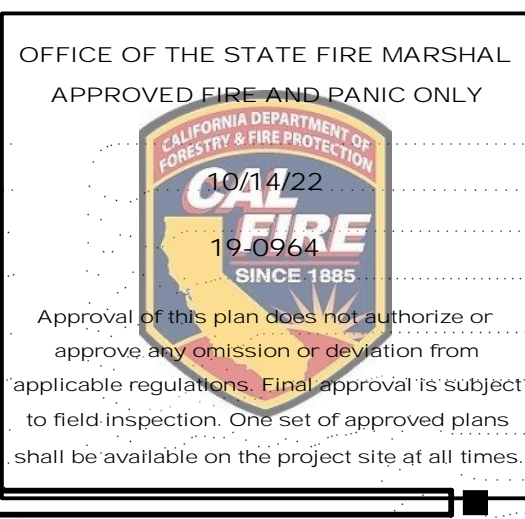 OFFICE OF THE STATE FIRE MARSHAL
APPROVED FIRE AND PANIC ONLY
CALIFORNIA DEPARTMENT OF
FORESTRY & FIRE PROTECTION
10/14/22
CAL
FIRE
19-0964
SINCE 1885
Approval of this plan does not authorize or
approve any omission or deviation from
applicable regulations. Final approval is subject
to field inspection. One set of approved plans
shall be available on the project site at all times.